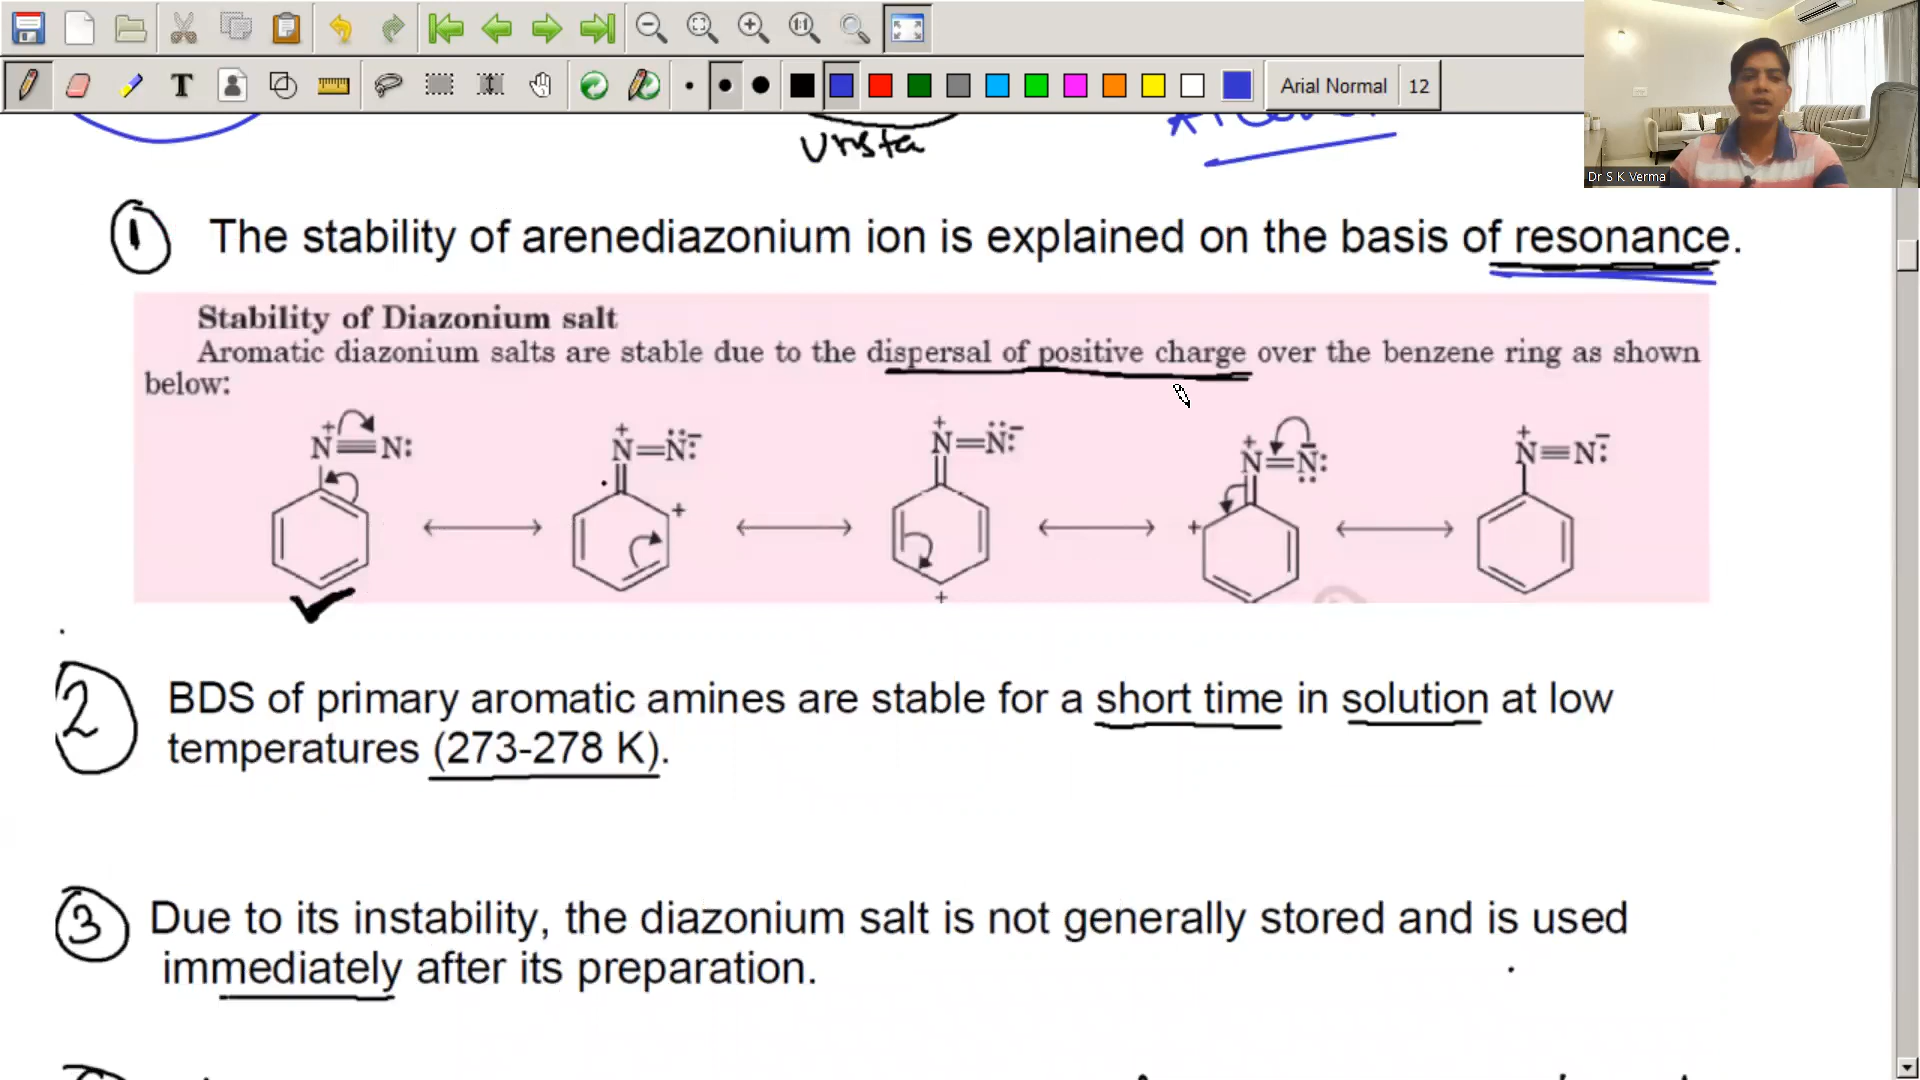 T
Arial Normal 12
Dr S K Verma
Unsta
1 The stability of arenediazonium ion is explained on the basis of resonance.
Stability of Diazonium salt
Aromatic diazonium salts are stable due to the dispersal of positive charge over the benzene ring as shown
below:
+ + + + +
N≡N: N=N̈:⁻ N=N̈:⁻ N=N̈:⁻ N≡N:⁻
+ + +
2 BDS of primary aromatic amines are stable for a short time in solution at low
temperatures (273-278 K).
3 Due to its instability, the diazonium salt is not generally stored and is used
immediately after its preparation.